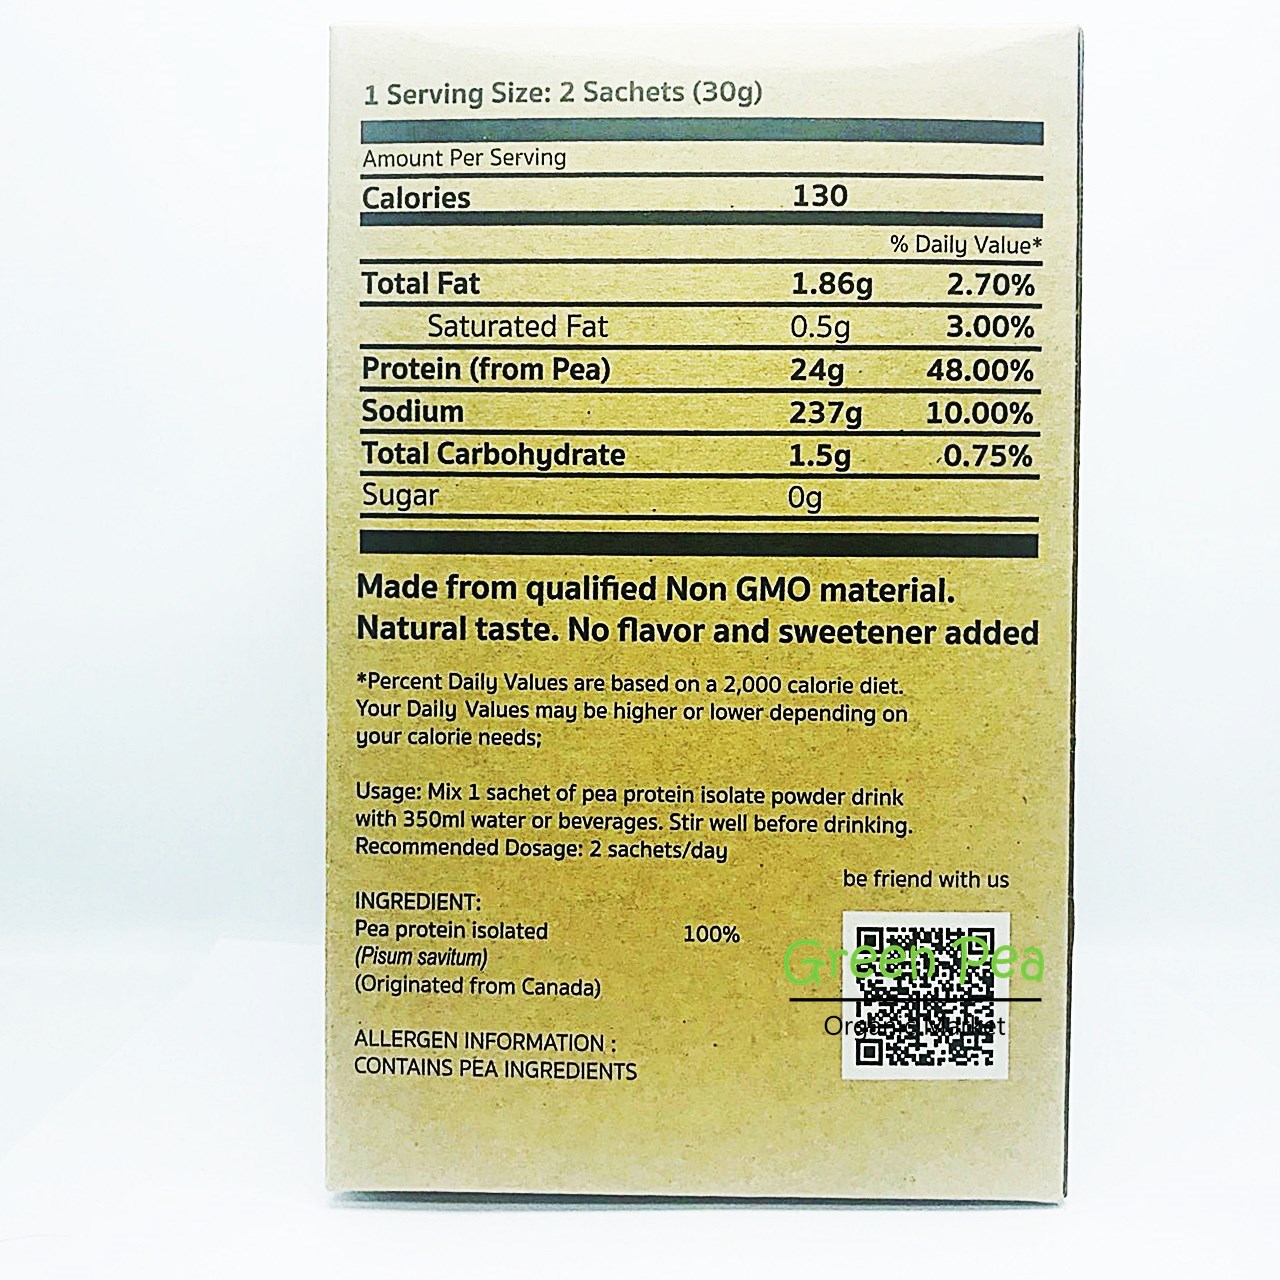 1 Serving Size: 2 Sachets (30g)
Amount Per Serving
Calories 130
% Daily Value*
Total Fat 1.86g 2.70%
Saturated Fat 0.5g 3.00%
Protein (from Pea) 24g 48.00%
Sodium 237g 10.00%
Total Carbohydrate 1.5g 0.75%
Sugar 0g
Made from qualified Non GMO material.
Natural taste. No flavor and sweetener added
*Percent Daily Values are based on a 2,000 calorie diet.
Your Daily Values may be higher or lower depending on
your calorie needs;
Usage: Mix 1 sachet of pea protein isolate powder drink
with 350ml water or beverages. Stir well before drinking.
Recommended Dosage: 2 sachets/day
be friend with us
INGREDIENT:
Pea protein isolated 100%
(Pisum savitum)
(Originated from Canada)
Green Pea
Organic Market
ALLERGEN INFORMATION :
CONTAINS PEA INGREDIENTS